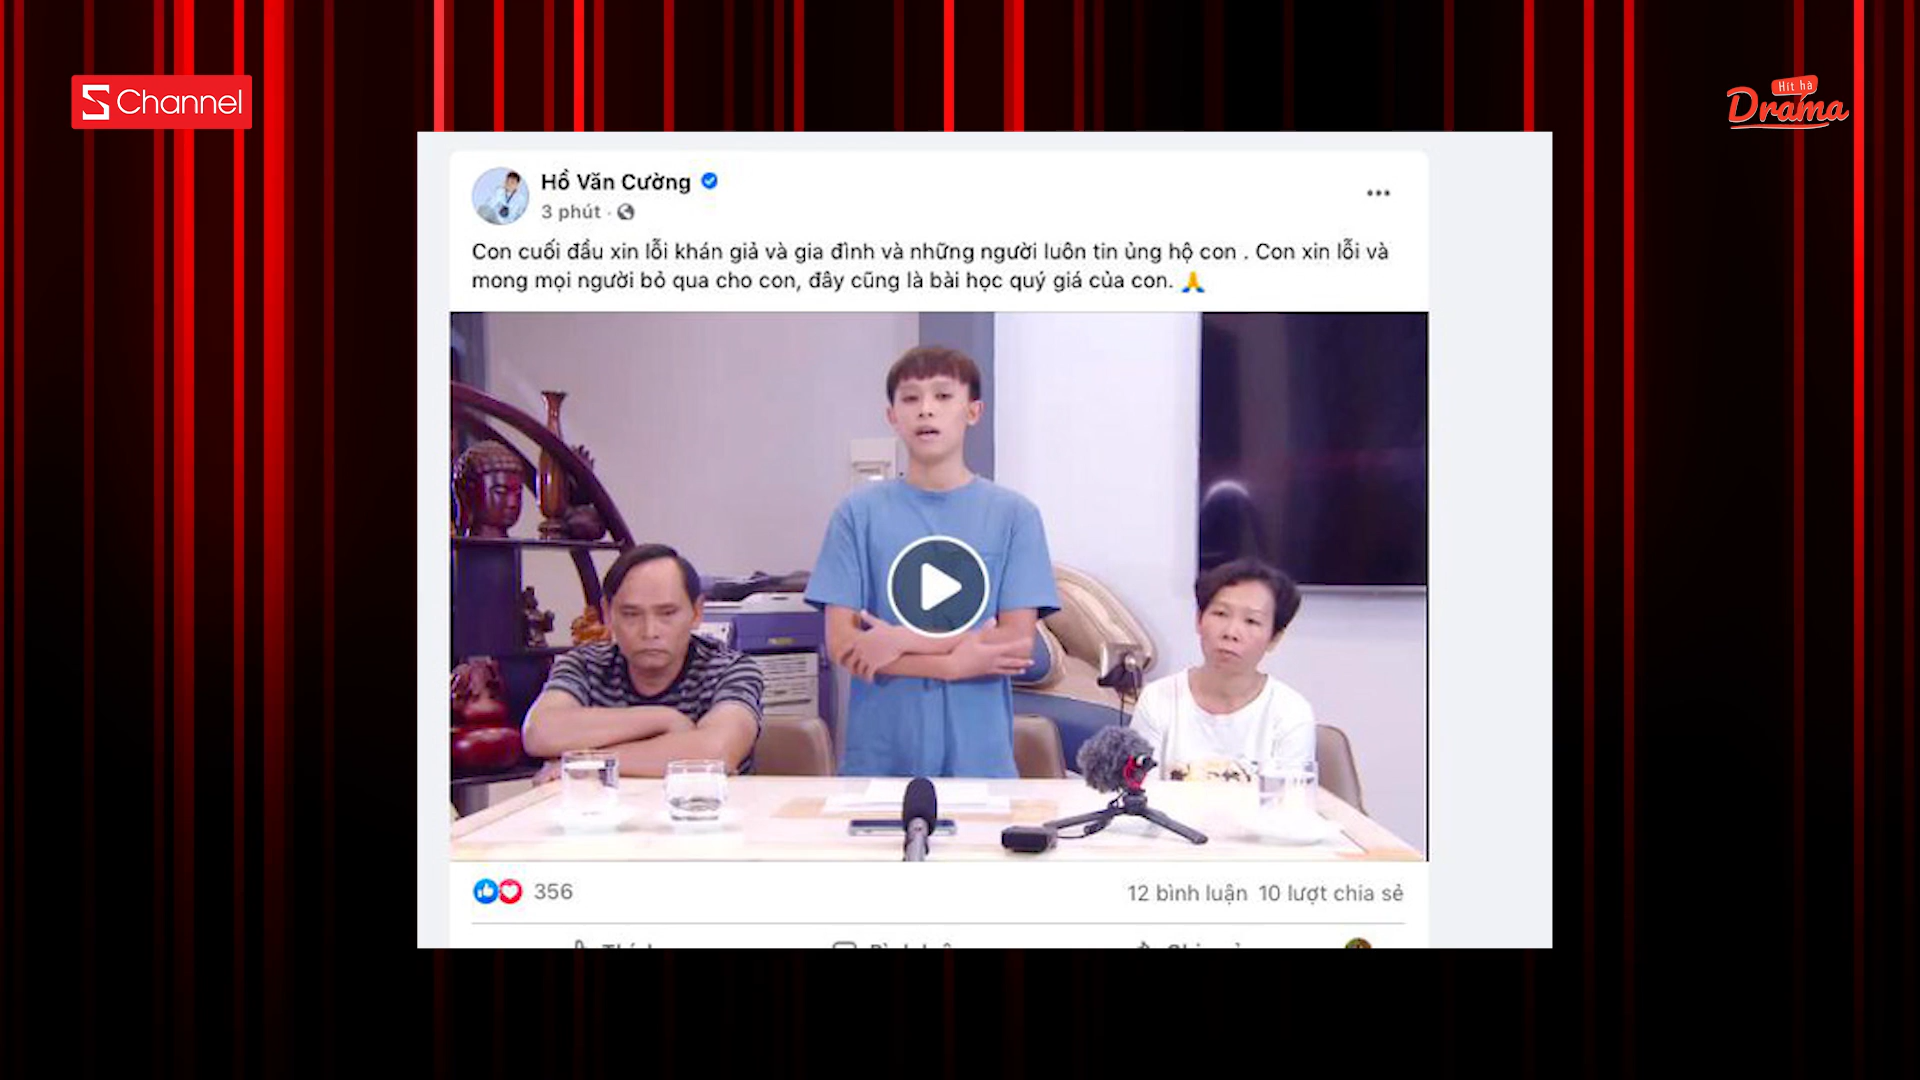 S Channel
Hít hà
Drama
Hồ Văn Cường
3 phút ·
Con cuối đầu xin lỗi khán giả và gia đình và những người luôn tin ủng hộ con . Con xin lỗi và
mong mọi người bỏ qua cho con, đây cũng là bài học quý giá của con. 🙏
356
12 bình luận 10 lượt chia sẻ